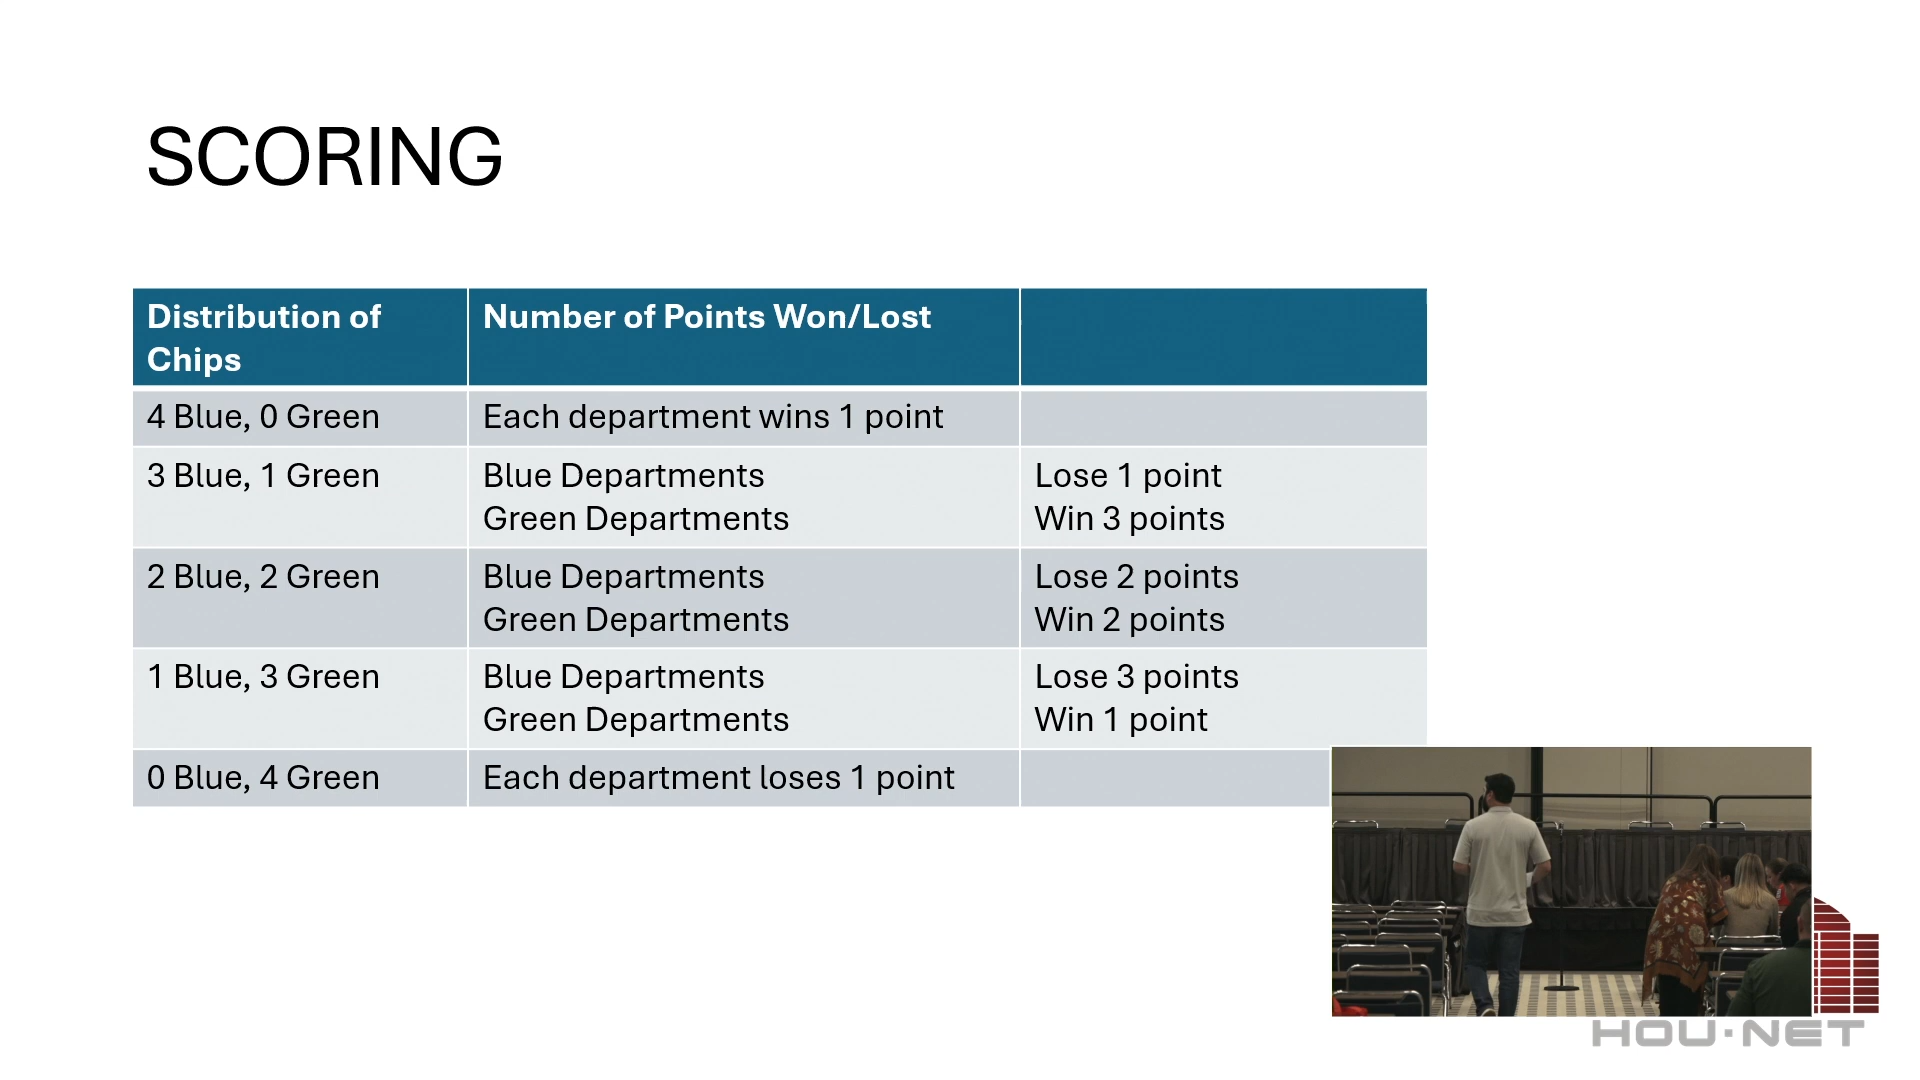 SCORING
Distribution of
Chips
Number of Points Won/Lost
4 Blue, 0 Green
Each department wins 1 point
3 Blue, 1 Green
Blue Departments
Green Departments
Lose 1 point
Win 3 points
2 Blue, 2 Green
Blue Departments
Green Departments
Lose 2 points
Win 2 points
1 Blue, 3 Green
Blue Departments
Green Departments
Lose 3 points
Win 1 point
0 Blue, 4 Green
Each department loses 1 point
HOU·NET